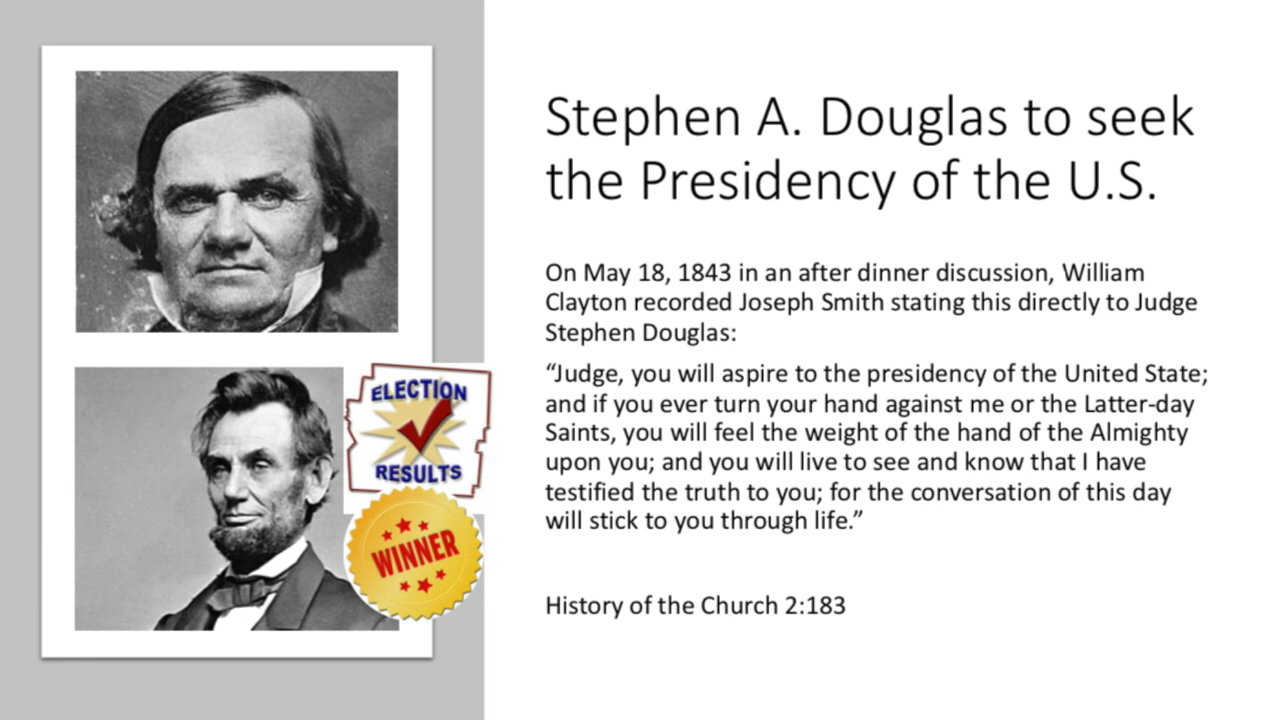 Stephen A. Douglas to seek
the Presidency of the U.S.
On May 18, 1843 in an after dinner discussion, William
Clayton recorded Joseph Smith stating this directly to Judge
Stephen Douglas:
“Judge, you will aspire to the presidency of the United State;
and if you ever turn your hand against me or the Latter-day
Saints, you will feel the weight of the hand of the Almighty
upon you; and you will live to see and know that I have
testified the truth to you; for the conversation of this day
will stick to you through life.”
History of the Church 2:183
ELECTION
RESULTS
WINNER